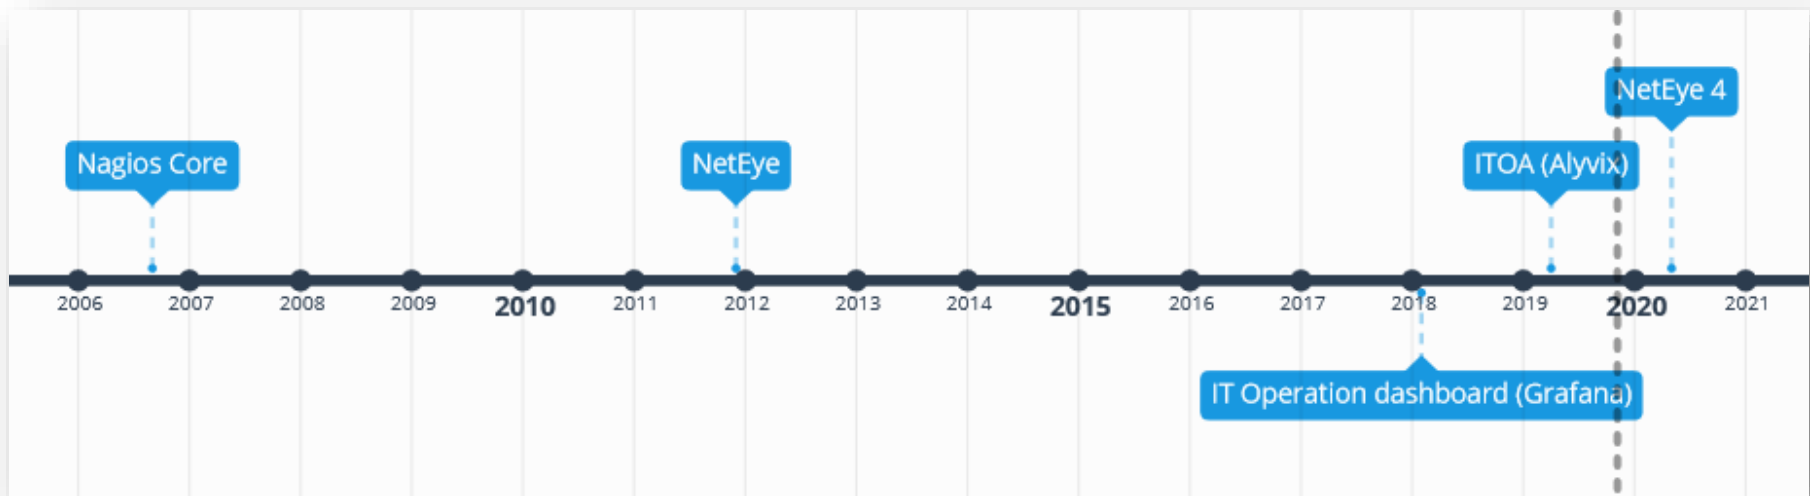 NetEye 4
Nagios Core
NetEye
ITOA (Alyvix)
2006 2007 2008 2009 2010 2011 2012 2013 2014 2015 2016 2017 2018 2019 2020 2021
IT Operation dashboard (Grafana)